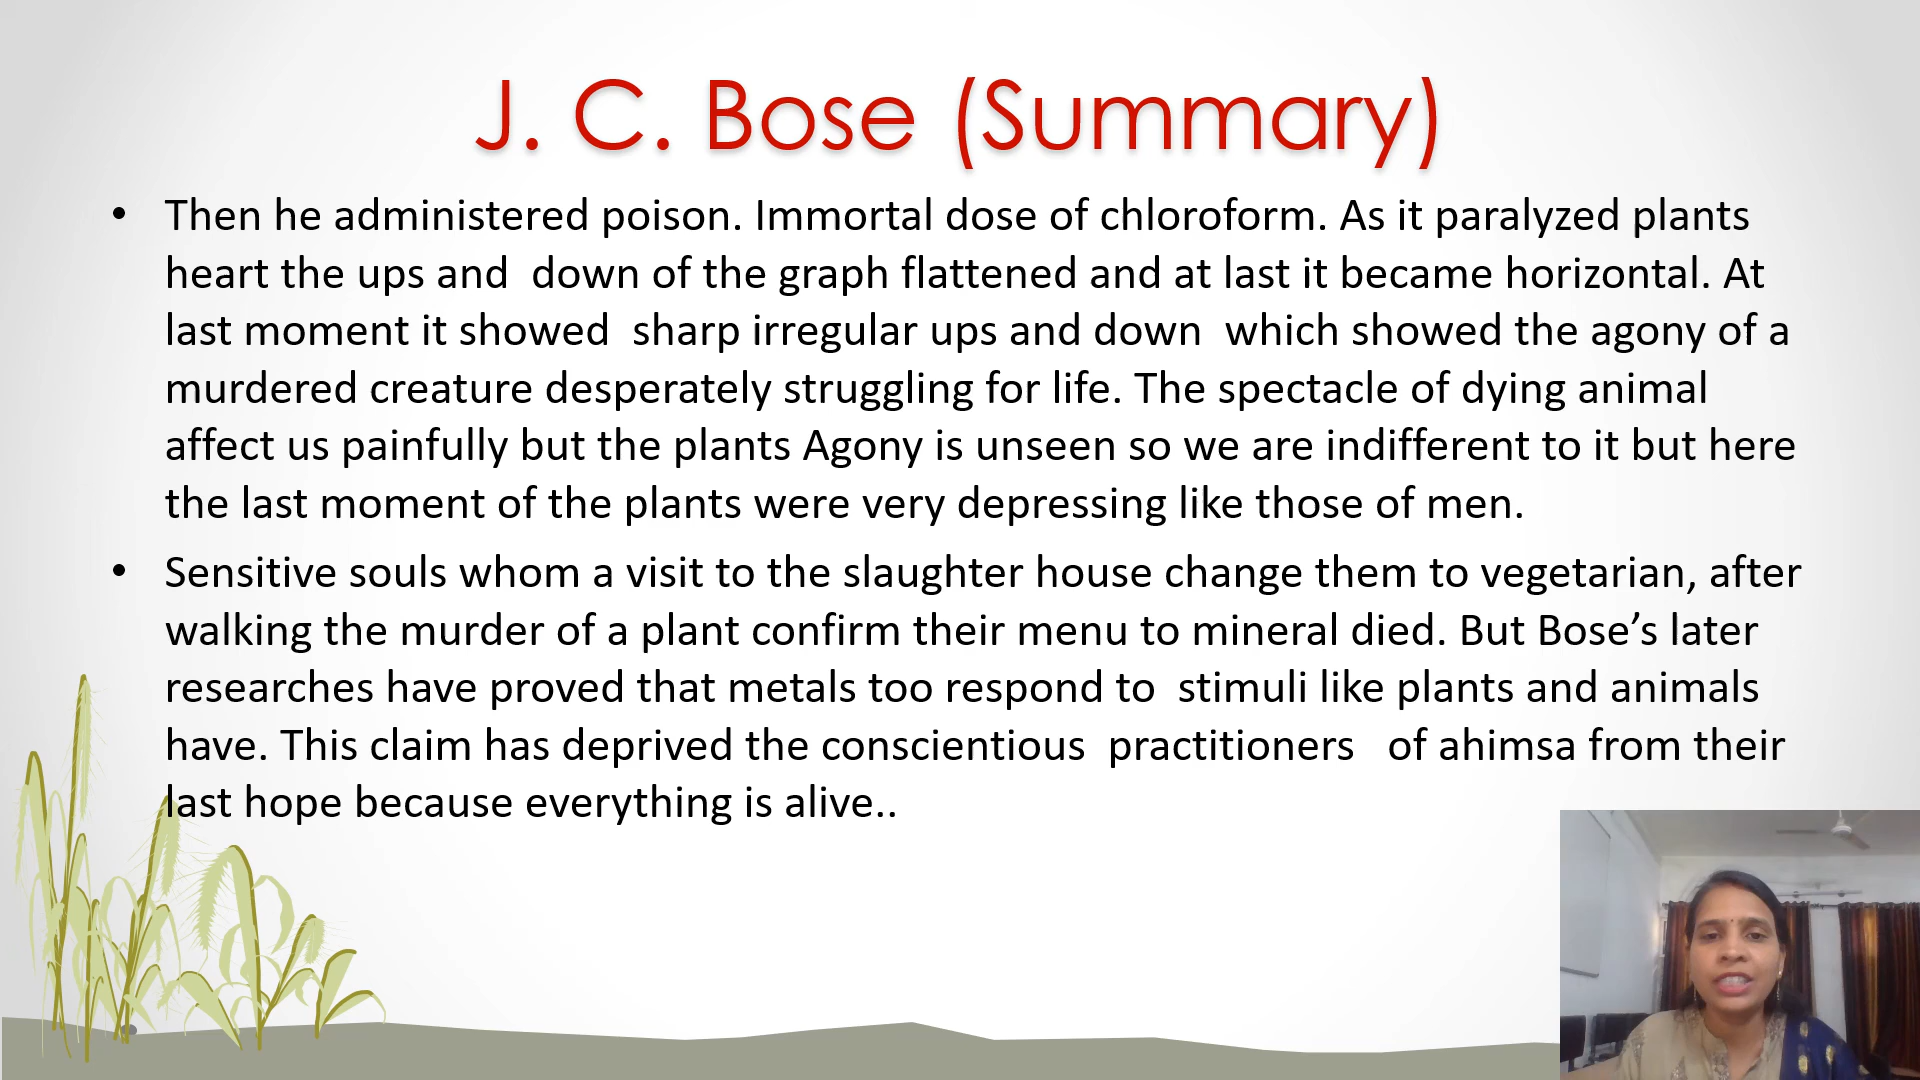 J. C. Bose (Summary)
• Then he administered poison. Immortal dose of chloroform. As it paralyzed plants
heart the ups and down of the graph flattened and at last it became horizontal. At
last moment it showed sharp irregular ups and down which showed the agony of a
murdered creature desperately struggling for life. The spectacle of dying animal
affect us painfully but the plants Agony is unseen so we are indifferent to it but here
the last moment of the plants were very depressing like those of men.
• Sensitive souls whom a visit to the slaughter house change them to vegetarian, after
walking the murder of a plant confirm their menu to mineral died. But Bose’s later
researches have proved that metals too respond to stimuli like plants and animals
have. This claim has deprived the conscientious practitioners of ahimsa from their
last hope because everything is alive..